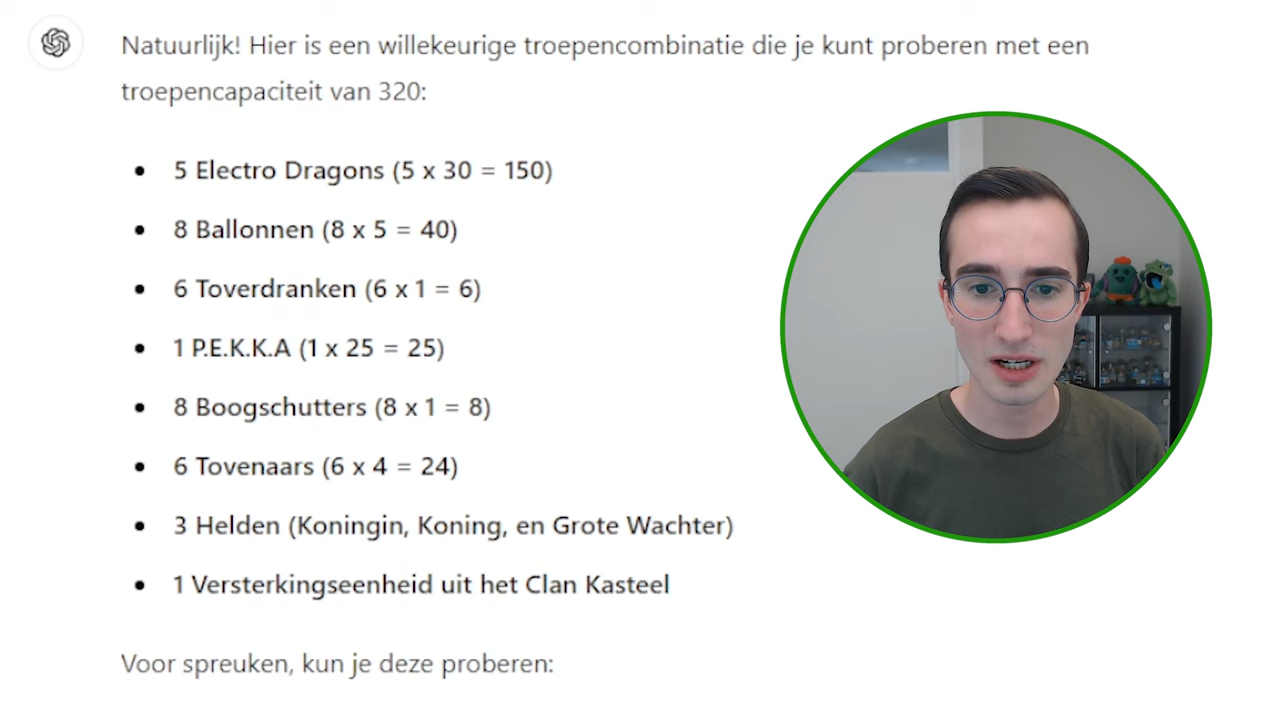 Natuurlijk! Hier is een willekeurige troepencombinatie die je kunt proberen met een
troepencapaciteit van 320:
• 5 Electro Dragons (5 x 30 = 150)
• 8 Ballonnen (8 x 5 = 40)
• 6 Toverdranken (6 x 1 = 6)
• 1 P.E.K.K.A (1 x 25 = 25)
• 8 Boogschutters (8 x 1 = 8)
• 6 Tovenaars (6 x 4 = 24)
• 3 Helden (Koningin, Koning, en Grote Wachter)
• 1 Versterkingseenheid uit het Clan Kasteel
Voor spreuken, kun je deze proberen: